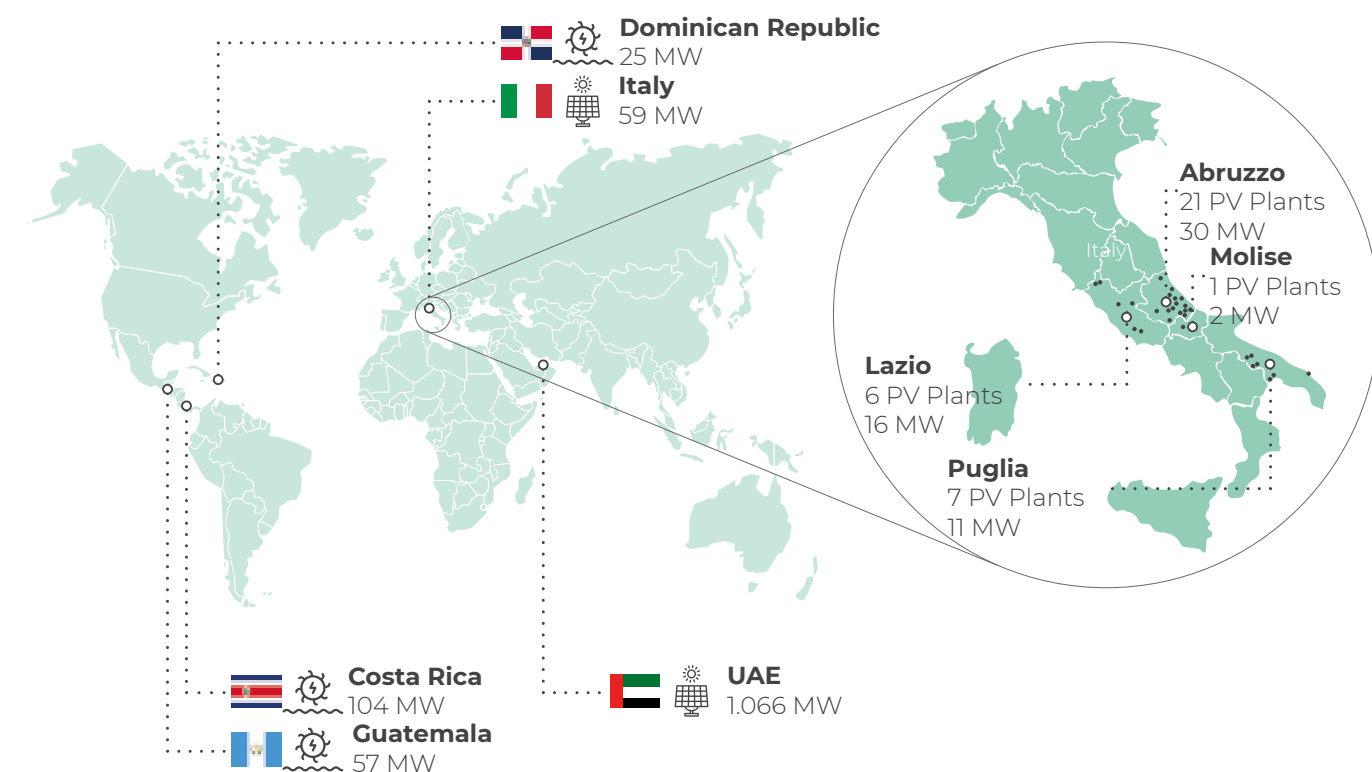 Dominican Republic
25 MW
Italy
59 MW
Abruzzo
21 PV Plants
30 MW
Italy
Molise
1 PV Plants
2 MW
Lazio
6 PV Plants
16 MW
Puglia
7 PV Plants
11 MW
Costa Rica
104 MW
Guatemala
57 MW
UAE
1.066 MW